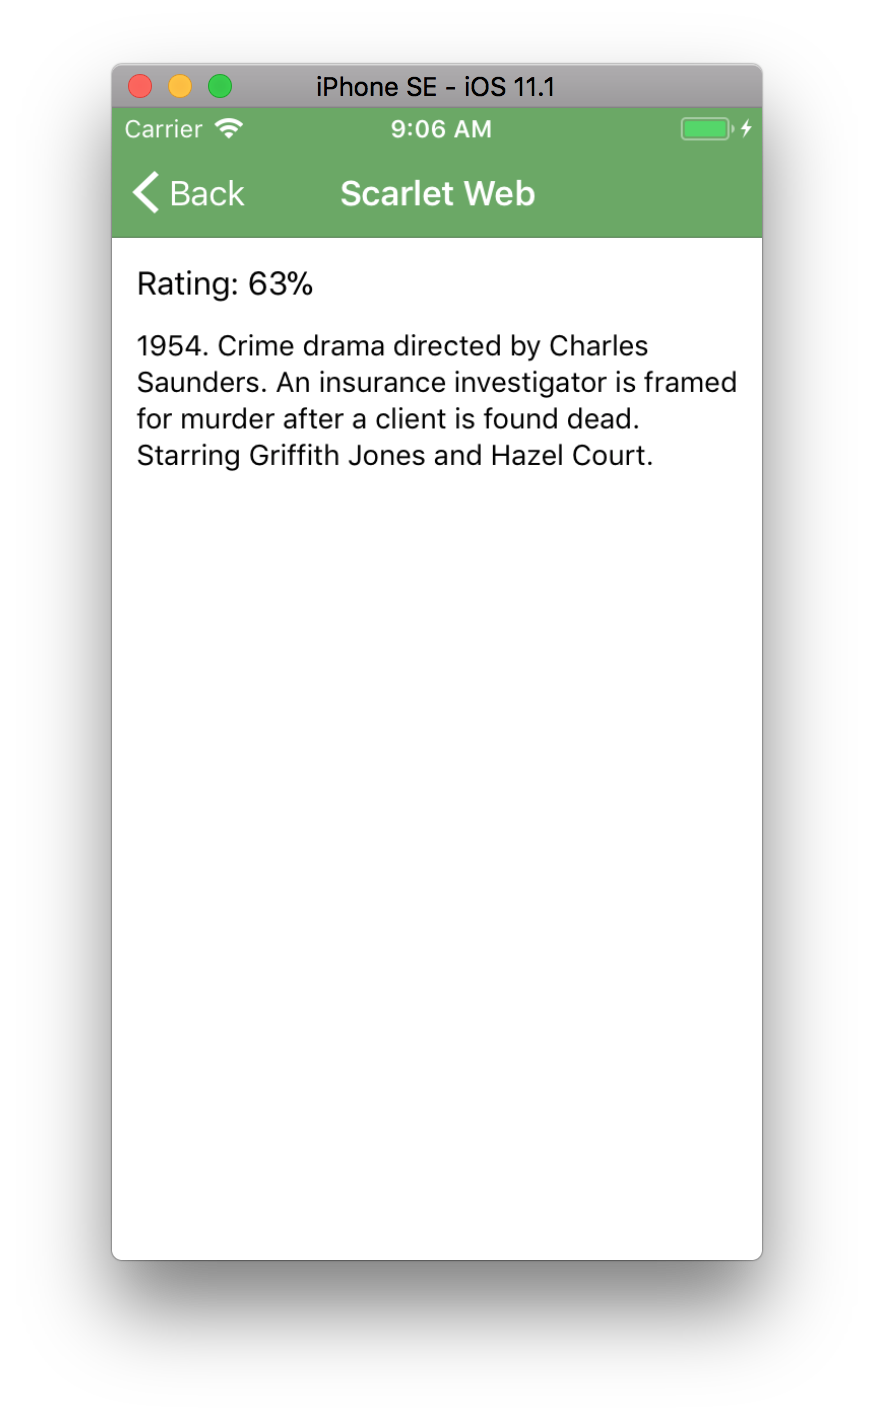 iPhone SE - iOS 11.1
Carrier 9:06 AM
Back Scarlet Web
Rating: 63%
1954. Crime drama directed by Charles
Saunders. An insurance investigator is framed
for murder after a client is found dead.
Starring Griffith Jones and Hazel Court.